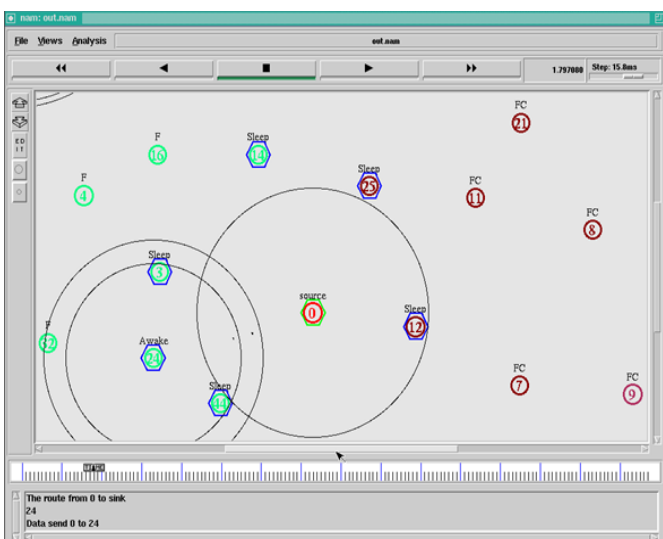 nam: out.nam
File Views Analysis out.nam
1.797000 Step: 15.8ms
E D
I T
FC
21
F
16
Sleep
14
Sleep
25
FC
11
F
4
FC
8
Sleep
3
source
0
Sleep
12
F
32
Awake
24
Sleep
44
FC
7
FC
9
The route from 0 to sink
24
Data send 0 to 24